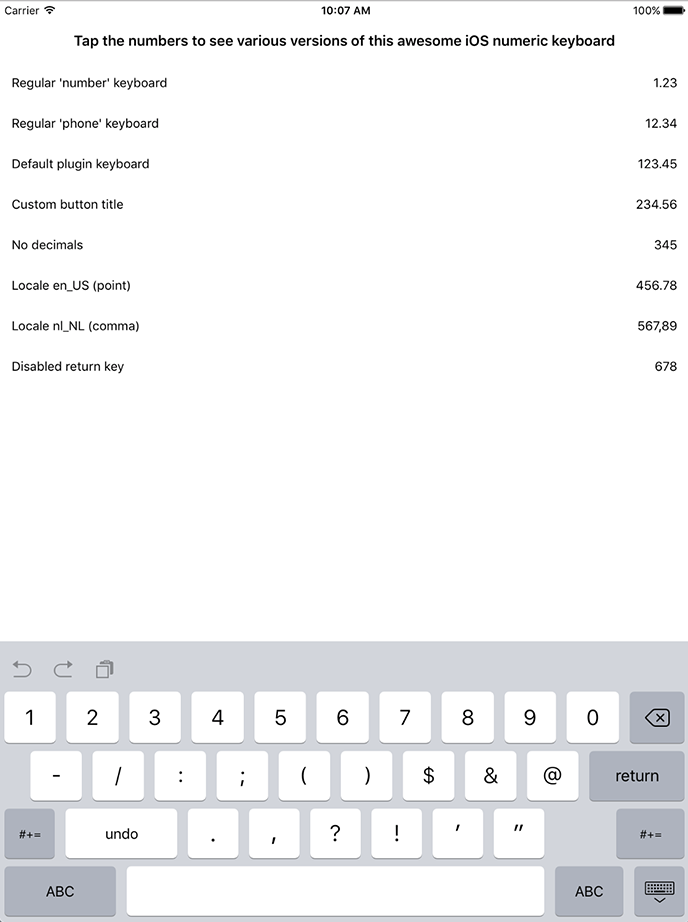 Carrier 10:07 AM 100%
Tap the numbers to see various versions of this awesome iOS numeric keyboard
Regular 'number' keyboard 1.23
Regular 'phone' keyboard 12.34
Default plugin keyboard 123.45
Custom button title 234.56
No decimals 345
Locale en_US (point) 456.78
Locale nl_NL (comma) 567,89
Disabled return key 678
1 2 3 4 5 6 7 8 9 0
- / : ; ( ) $ & @ return
#+= undo . , ? ! ' " #+=
ABC ABC